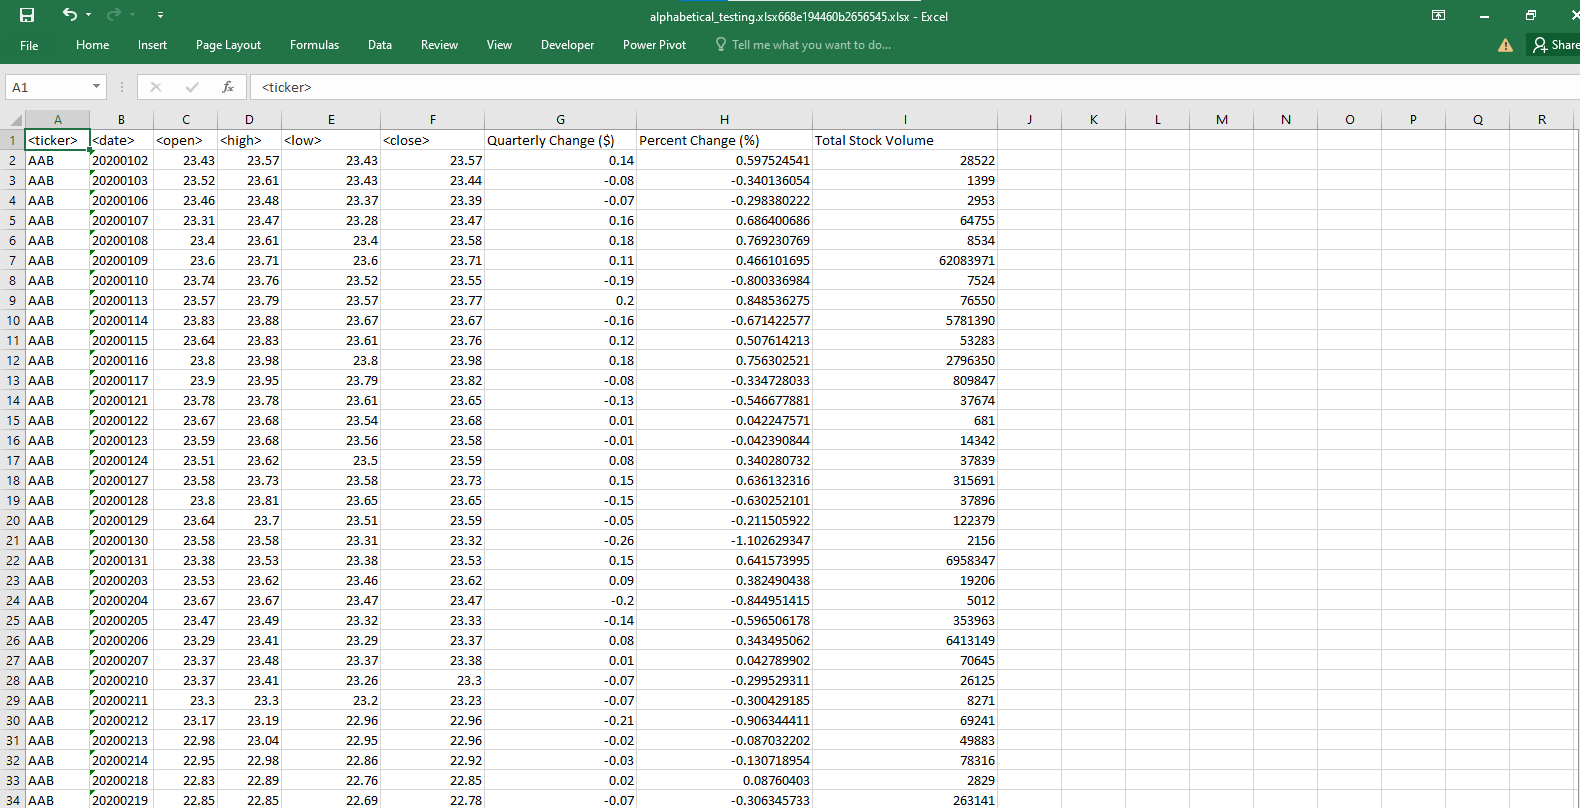 alphabetical_testing.xlsx668e194460b2656545.xlsx - Excel
File Home Insert Page Layout Formulas Data Review View Developer Power Pivot Tell me what you want to do... Share
A1 fx <ticker>
A B C D E F G H I J K L M N O P Q R
1 <ticker> <date> <open> <high> <low> <close> Quarterly Change ($) Percent Change (%) Total Stock Volume
2 AAB 20200102 23.43 23.57 23.43 23.57 0.14 0.597524541 28522
3 AAB 20200103 23.52 23.61 23.43 23.44 -0.08 -0.340136054 1399
4 AAB 20200106 23.46 23.48 23.37 23.39 -0.07 -0.298380222 2953
5 AAB 20200107 23.31 23.47 23.28 23.47 0.16 0.686400686 64755
6 AAB 20200108 23.4 23.61 23.4 23.58 0.18 0.769230769 8534
7 AAB 20200109 23.6 23.71 23.6 23.71 0.11 0.466101695 62083971
8 AAB 20200110 23.74 23.76 23.52 23.55 -0.19 -0.800336984 7524
9 AAB 20200113 23.57 23.79 23.57 23.77 0.2 0.848536275 76550
10 AAB 20200114 23.83 23.88 23.67 23.67 -0.16 -0.671422577 5781390
11 AAB 20200115 23.64 23.83 23.61 23.76 0.12 0.507614213 53283
12 AAB 20200116 23.8 23.98 23.8 23.98 0.18 0.756302521 2796350
13 AAB 20200117 23.9 23.95 23.79 23.82 -0.08 -0.334728033 809847
14 AAB 20200121 23.78 23.78 23.61 23.65 -0.13 -0.546677881 37674
15 AAB 20200122 23.67 23.68 23.54 23.68 0.01 0.042247571 681
16 AAB 20200123 23.59 23.68 23.56 23.58 -0.01 -0.042390844 14342
17 AAB 20200124 23.51 23.62 23.5 23.59 0.08 0.340280732 37839
18 AAB 20200127 23.58 23.73 23.58 23.73 0.15 0.636132316 315691
19 AAB 20200128 23.8 23.81 23.65 23.65 -0.15 -0.630252101 37896
20 AAB 20200129 23.64 23.7 23.51 23.59 -0.05 -0.211505922 122379
21 AAB 20200130 23.58 23.58 23.31 23.32 -0.26 -1.102629347 2156
22 AAB 20200131 23.38 23.53 23.38 23.53 0.15 0.641573995 6958347
23 AAB 20200203 23.53 23.62 23.46 23.62 0.09 0.382490438 19206
24 AAB 20200204 23.67 23.67 23.47 23.47 -0.2 -0.844951415 5012
25 AAB 20200205 23.47 23.49 23.32 23.33 -0.14 -0.596506178 353963
26 AAB 20200206 23.29 23.41 23.29 23.37 0.08 0.343495062 6413149
27 AAB 20200207 23.37 23.48 23.37 23.38 0.01 0.042789902 70645
28 AAB 20200210 23.37 23.41 23.26 23.3 -0.07 -0.299529311 26125
29 AAB 20200211 23.3 23.3 23.2 23.23 -0.07 -0.300429185 8271
30 AAB 20200212 23.17 23.19 22.96 22.96 -0.21 -0.906344411 69241
31 AAB 20200213 22.98 23.04 22.95 22.96 -0.02 -0.087032202 49883
32 AAB 20200214 22.95 22.98 22.86 22.92 -0.03 -0.130718954 78316
33 AAB 20200218 22.83 22.89 22.76 22.85 0.02 0.08760403 2829
34 AAB 20200219 22.85 22.85 22.69 22.78 -0.07 -0.306345733 263141